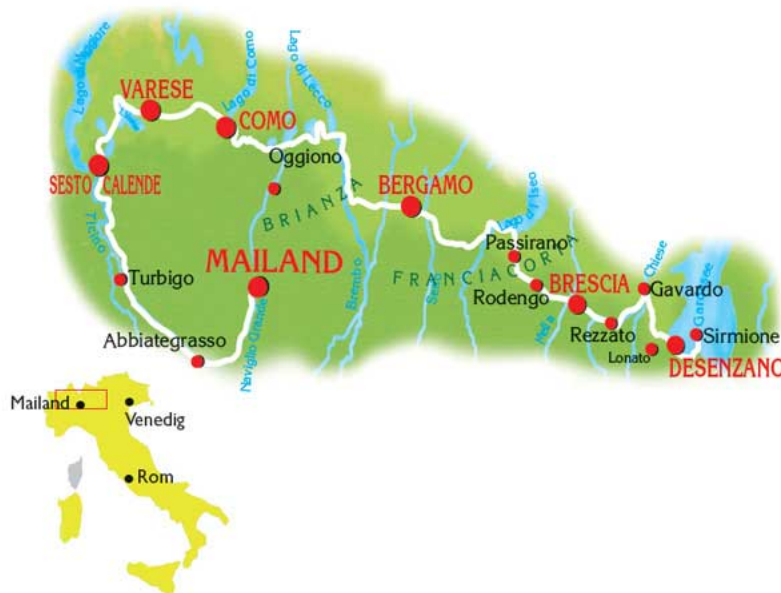 Lago Maggiore
VARESE
Lago di Como
Lago di Lecco
COMO
Oggiono
SESTO CALENDE
BRIANZA
BERGAMO
Lago d'Iseo
Ticino
MAILAND
Passirano
FRANCIACORTA
Chiese
Turbigo
Brembo
Rodengo
BRESCIA
Gavardo
Gardasee
Naviglio Grande
Mella
Rezzato
Sirmione
Abbiategrasso
Lonato
DESENZANO
Mailand
Venedig
Rom